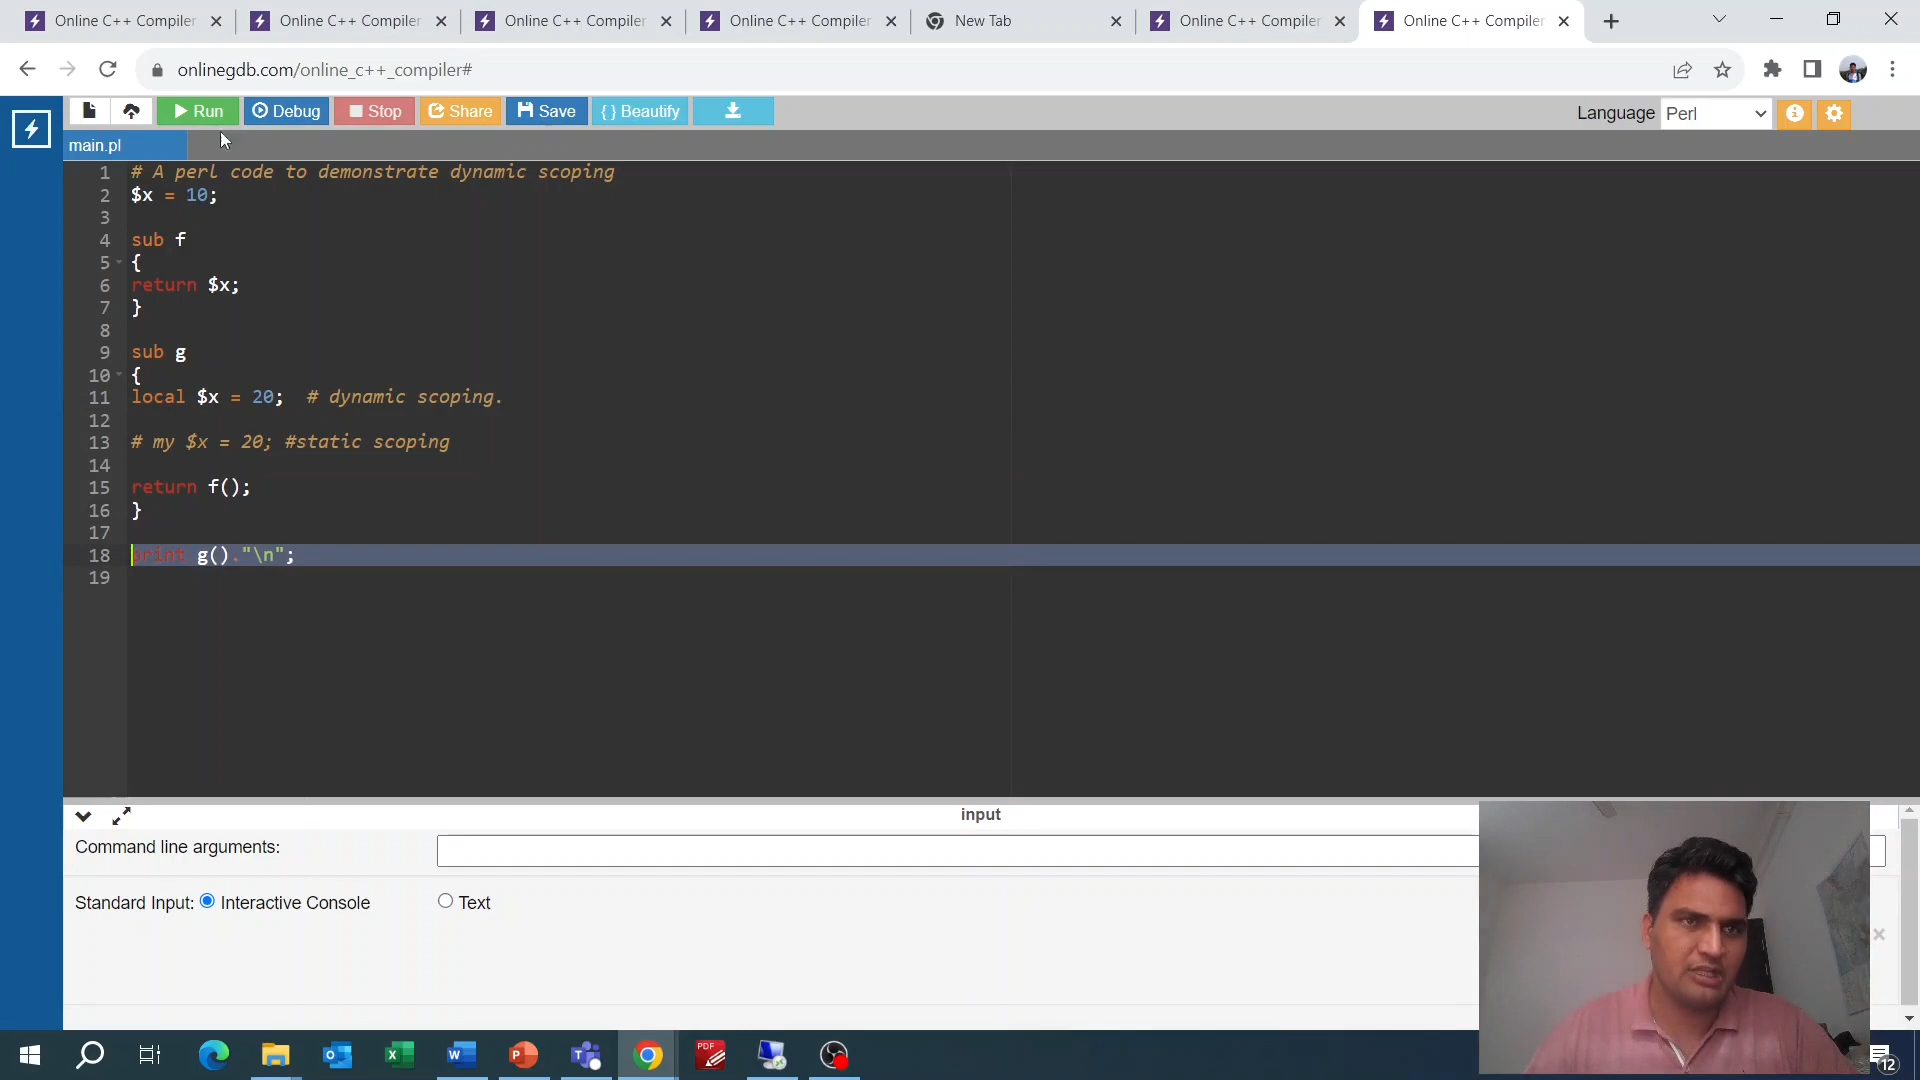 Online C++ Compiler
Online C++ Compiler
Online C++ Compiler
Online C++ Compiler
New Tab
Online C++ Compiler
Online C++ Compiler
onlinegdb.com/online_c++_compiler#
Run
Debug
Stop
Share
Save
{ } Beautify
Language
Perl
main.pl
1 # A perl code to demonstrate dynamic scoping
2 $x = 10;
3
4 sub f
5 {
6 return $x;
7 }
8
9 sub g
10 {
11 local $x = 20;  # dynamic scoping.
12
13 # my $x = 20; #static scoping
14
15 return f();
16 }
17
18 print g()."\n";
19
input
Command line arguments:
Standard Input: Interactive Console Text
PDF
12